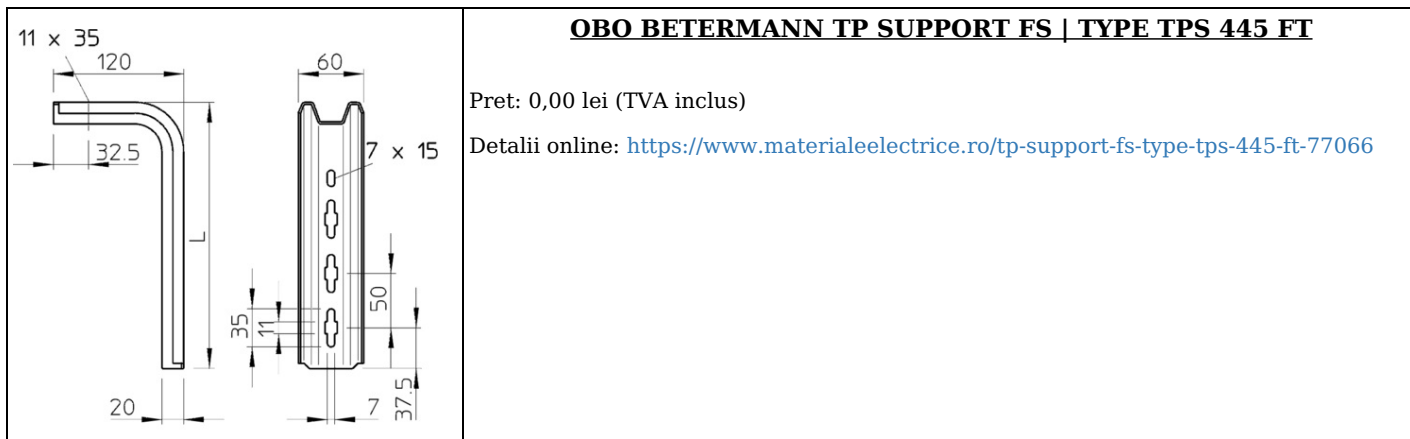 11 x 35
120
32.5
L
20
60
7 x 15
50
35
11
37.5
7
OBO BETERMANN TP SUPPORT FS | TYPE TPS 445 FT
Pret: 0,00 lei (TVA inclus)
Detalii online: https://www.materialeelectrice.ro/tp-support-fs-type-tps-445-ft-77066